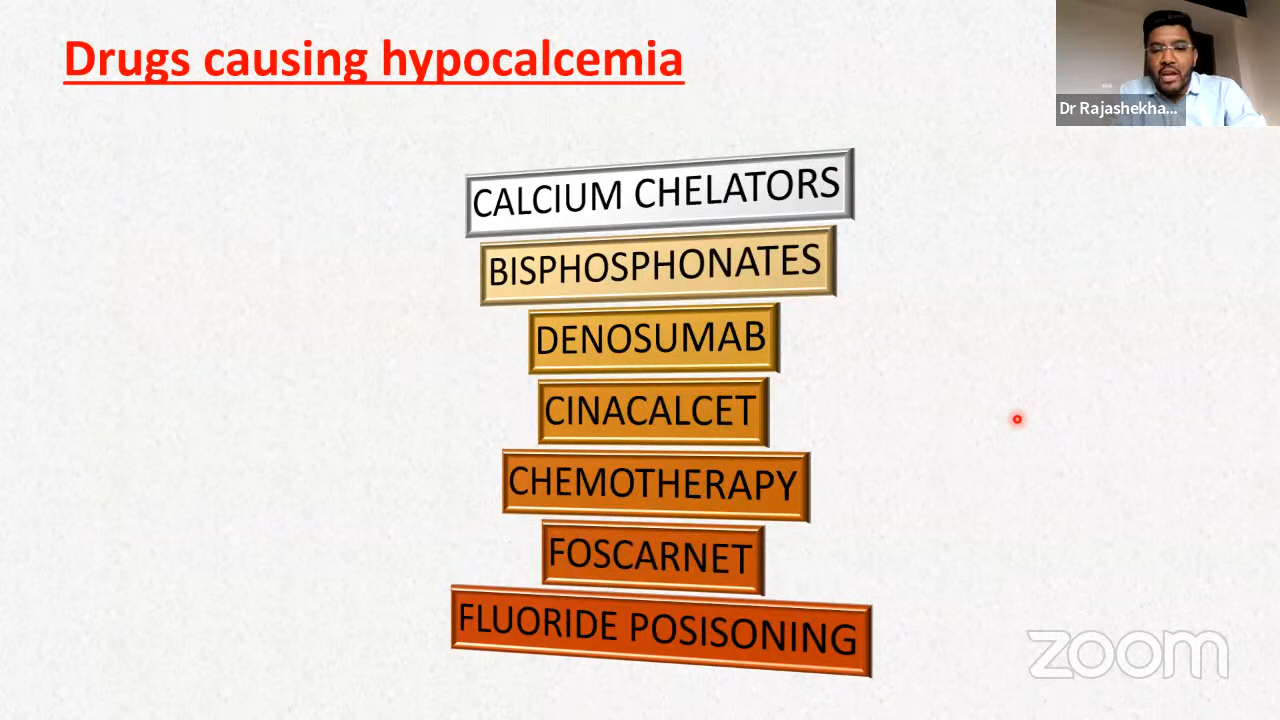 Drugs causing hypocalcemia
Dr Rajashekha...
CALCIUM CHELATORS
BISPHOSPHONATES
DENOSUMAB
CINACALCET
CHEMOTHERAPY
FOSCARNET
FLUORIDE POSISONING
zoom